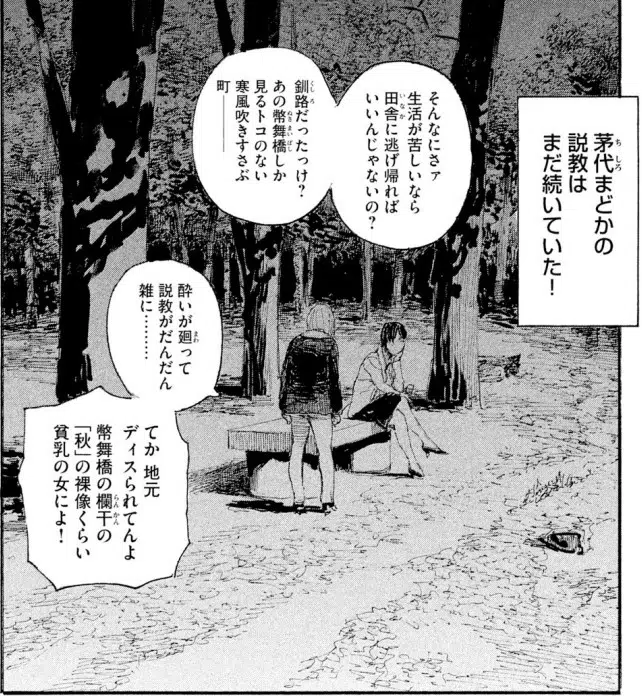 茅代まどかの
説教は
まだ続いていた!
そんなにさァ
生活が苦しいなら
田舎に逃げ帰れば
いいんじゃないの?
釧路だったっけ?
あの幣舞橋しか
見るトコのない
寒風吹きすさぶ
町――
酔いが廻って
説教がだんだん
雑に………
てか 地元
ディスられてんよ
幣舞橋の欄干の
「秋」の裸像くらい
貧乳の女によ!